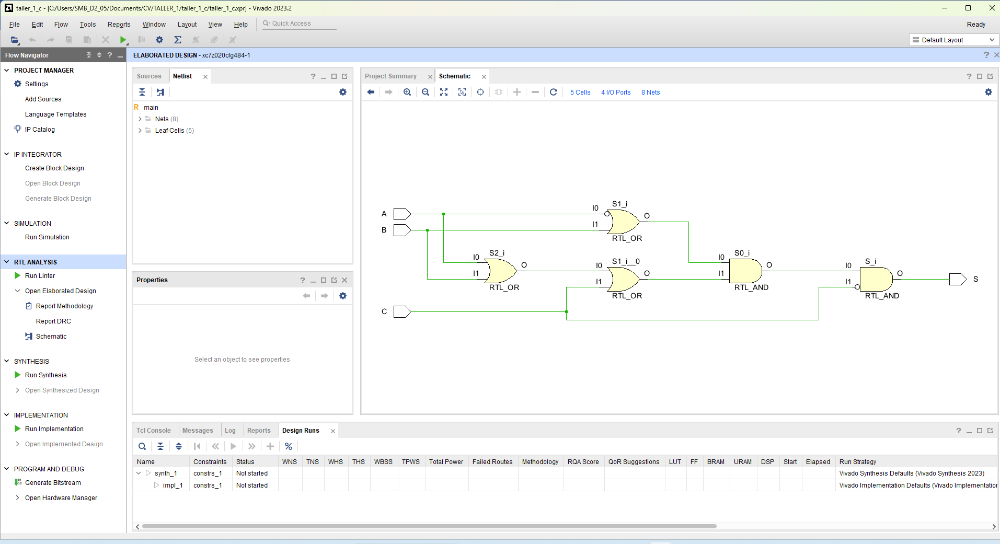 taller_1_c - [C:/Users/SMB_D2_05/Documents/CV/TALLER_1/taller_1_c/taller_1_c.xpr] - Vivado 2023.2
File Edit Flow Tools Reports Window Layout View Help Quick Access Ready
Default Layout
Flow Navigator
ELABORATED DESIGN - xc7z020clg484-1
PROJECT MANAGER
Settings
Add Sources
Language Templates
IP Catalog
IP INTEGRATOR
Create Block Design
Open Block Design
Generate Block Design
SIMULATION
Run Simulation
RTL ANALYSIS
Run Linter
Open Elaborated Design
Report Methodology
Report DRC
Schematic
SYNTHESIS
Run Synthesis
Open Synthesized Design
IMPLEMENTATION
Run Implementation
Open Implemented Design
PROGRAM AND DEBUG
Generate Bitstream
Open Hardware Manager
Sources Netlist
R main
Nets (8)
Leaf Cells (5)
Properties
Select an object to see properties
Project Summary Schematic
5 Cells 4 I/O Ports 8 Nets
S1_i
A I0 O
B I1
RTL_OR
S2_i S1_i__0 S0_i S_i
I0 O I0 O I0 O I0 O S
I1 I1 I1 I1
RTL_OR RTL_OR RTL_AND RTL_AND
C
Tcl Console Messages Log Reports Design Runs
Name Constraints Status WNS TNS WHS THS WBSS TPWS Total Power Failed Routes Methodology RQA Score QoR Suggestions LUT FF BRAM URAM DSP Start Elapsed Run Strategy
synth_1 constrs_1 Not started Vivado Synthesis Defaults (Vivado Synthesis 2023)
impl_1 constrs_1 Not started Vivado Implementation Defaults (Vivado Implementation